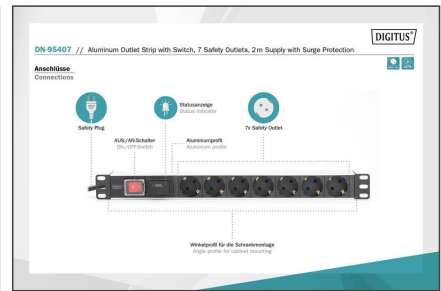 DIGITUS®
DN-95407 // Aluminum Outlet Strip with Switch, 7 Safety Outlets, 2 m Supply with Surge Protection
Anschlüsse
Connections
Safety Plug
Statusanzeige
Status indicator
7x Safety Outlet
AUS-/AN-Schalter
ON-/OFF-Switch
Aluminiumprofil
Aluminium profile
Winkelprofil für die Schrankmontage
Angle profile for cabinet mounting